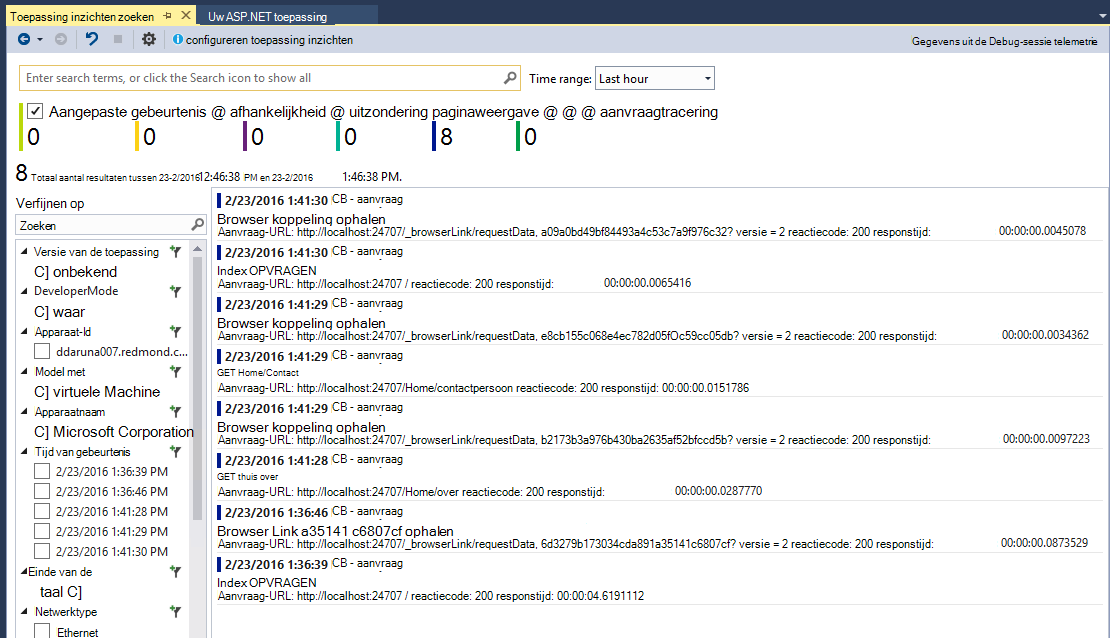 Toepassing inzichten zoeken
Uw ASP.NET toepassing
configureren toepassing inzichten
Gegevens uit de Debug-sessie telemetrie
Enter search terms, or click the Search icon to show all
Time range: Last hour
Aangepaste gebeurtenis @ afhankelijkheid @ uitzondering paginaweergave @ @ @ aanvraagtracering
0 0 0 0 8 0
8 Totaal aantal resultaten tussen 23-2/2016 12:46:38 PM en 23-2/2016 1:46:38 PM.
Verfijnen op
Zoeken
Versie van de toepassing
C] onbekend
DeveloperMode
C] waar
Apparaat-Id
ddaruna007.redmond.c...
Model met
C] virtuele Machine
Apparaatnaam
C] Microsoft Corporation
Tijd van gebeurtenis
2/23/2016 1:36:39 PM
2/23/2016 1:36:46 PM
2/23/2016 1:41:28 PM
2/23/2016 1:41:29 PM
2/23/2016 1:41:30 PM
Einde van de
taal C]
Netwerktype
Ethernet
2/23/2016 1:41:30 CB - aanvraag
Browser koppeling ophalen
Aanvraag-URL: http://localhost:24707/_browserLink/requestData, a09a0bd49bf84493a4c53c7a9f976c32? versie = 2 reactiecode: 200 responstijd: 00:00:00.0045078
2/23/2016 1:41:30 CB - aanvraag
Index OPVRAGEN
Aanvraag-URL: http://localhost:24707 / reactiecode: 200 responstijd: 00:00:00.0065416
2/23/2016 1:41:29 CB - aanvraag
Browser koppeling ophalen
Aanvraag-URL: http://localhost:24707/_browserLink/requestData, e8cb155c068e4ec782d05fOc59cc05db? versie = 2 reactiecode: 200 responstijd: 00:00:00.0034362
2/23/2016 1:41:29 CB - aanvraag
GET Home/Contact
Aanvraag-URL: http://localhost:24707/Home/contactpersoon reactiecode: 200 responstijd: 00:00:00.0151786
2/23/2016 1:41:29 CB - aanvraag
Browser koppeling ophalen
Aanvraag-URL: http://localhost:24707/_browserLink/requestData, b2173b3a976b430ba2635af52bfccd5b? versie = 2 reactiecode: 200 responstijd: 00:00:00.0097223
2/23/2016 1:41:28 CB - aanvraag
GET thuis over
Aanvraag-URL: http://localhost:24707/Home/over reactiecode: 200 responstijd: 00:00:00.0287770
2/23/2016 1:36:46 CB - aanvraag
Browser Link a35141 c6807cf ophalen
Aanvraag-URL: http://localhost:24707/_browserLink/requestData, 6d3279b173034cda891a35141c6807cf? versie = 2 reactiecode: 200 responstijd: 00:00:00.0873529
2/23/2016 1:36:39 CB - aanvraag
Index OPVRAGEN
Aanvraag-URL: http://localhost:24707 / reactiecode: 200 responstijd: 00:00:04.6191112